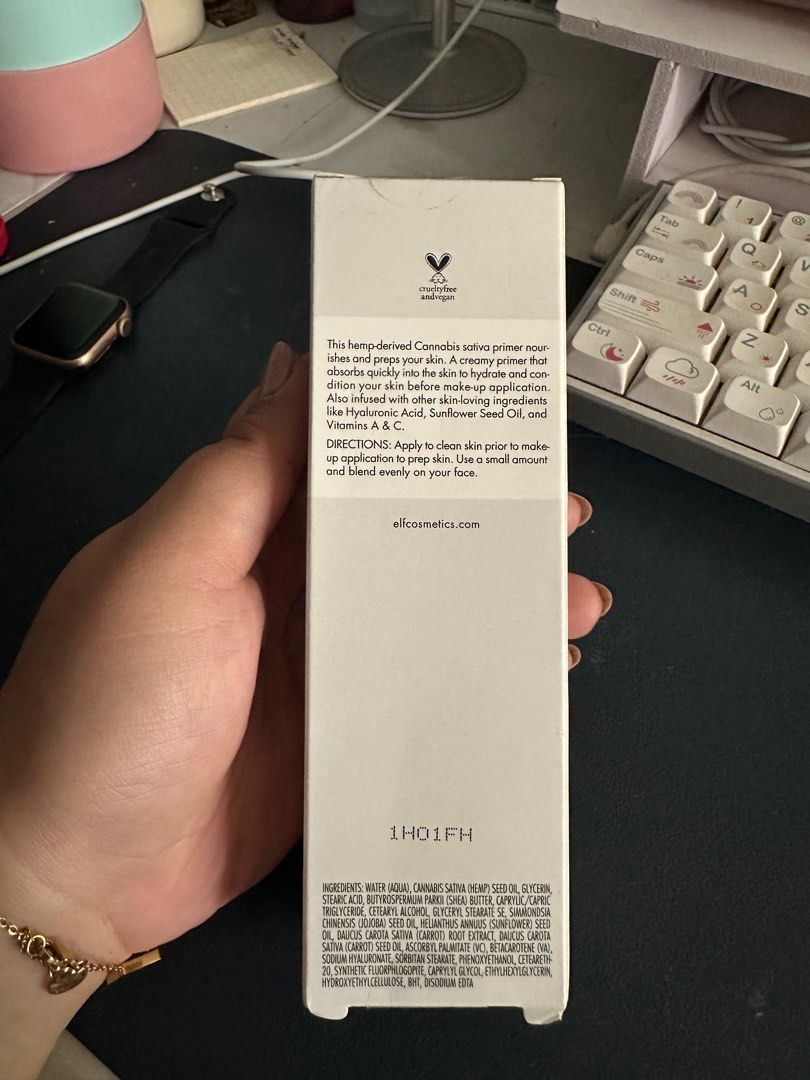 crueltyfree
andvegan
This hemp-derived Cannabis sativa primer nour-
ishes and preps your skin. A creamy primer that
absorbs quickly into the skin to hydrate and con-
dition your skin before make-up application.
Also infused with other skin-loving ingredients
like Hyaluronic Acid, Sunflower Seed Oil, and
Vitamins A & C.
DIRECTIONS: Apply to clean skin prior to make-
up application to prep skin. Use a small amount
and blend evenly on your face.
elfcosmetics.com
1H01FH
INGREDIENTS: WATER (AQUA), CANNABIS SATIVA (HEMP) SEED OIL, GLYCERIN,
STEARIC ACID, BUTYROSPERMUM PARKII (SHEA) BUTTER, CAPRYLIC/CAPRIC
TRIGLYCERIDE, CETEARYL ALCOHOL, GLYCERYL STEARATE SE, SIMMONDSIA
CHINENSIS (JOJOBA) SEED OIL, HELIANTHUS ANNUUS (SUNFLOWER) SEED
OIL, DAUCUS CAROTA SATIVA (CARROT) ROOT EXTRACT, DAUCUS CAROTA
SATIVA (CARROT) SEED OIL, ASCORBYL PALMITATE (VC), BETACAROTENE (VA),
SODIUM HYALURONATE, SORBITAN STEARATE, PHENOXYETHANOL, CETEARETH-
20, SYNTHETIC FLUORPHLOGOPITE, CAPRYLYL GLYCOL, ETHYLHEXYLGLYCERIN,
HYDROXYETHYLCELLULOSE, BHT, DISODIUM EDTA
! 1 @
Tab Q
Caps A S
Shift Z
Ctrl Alt